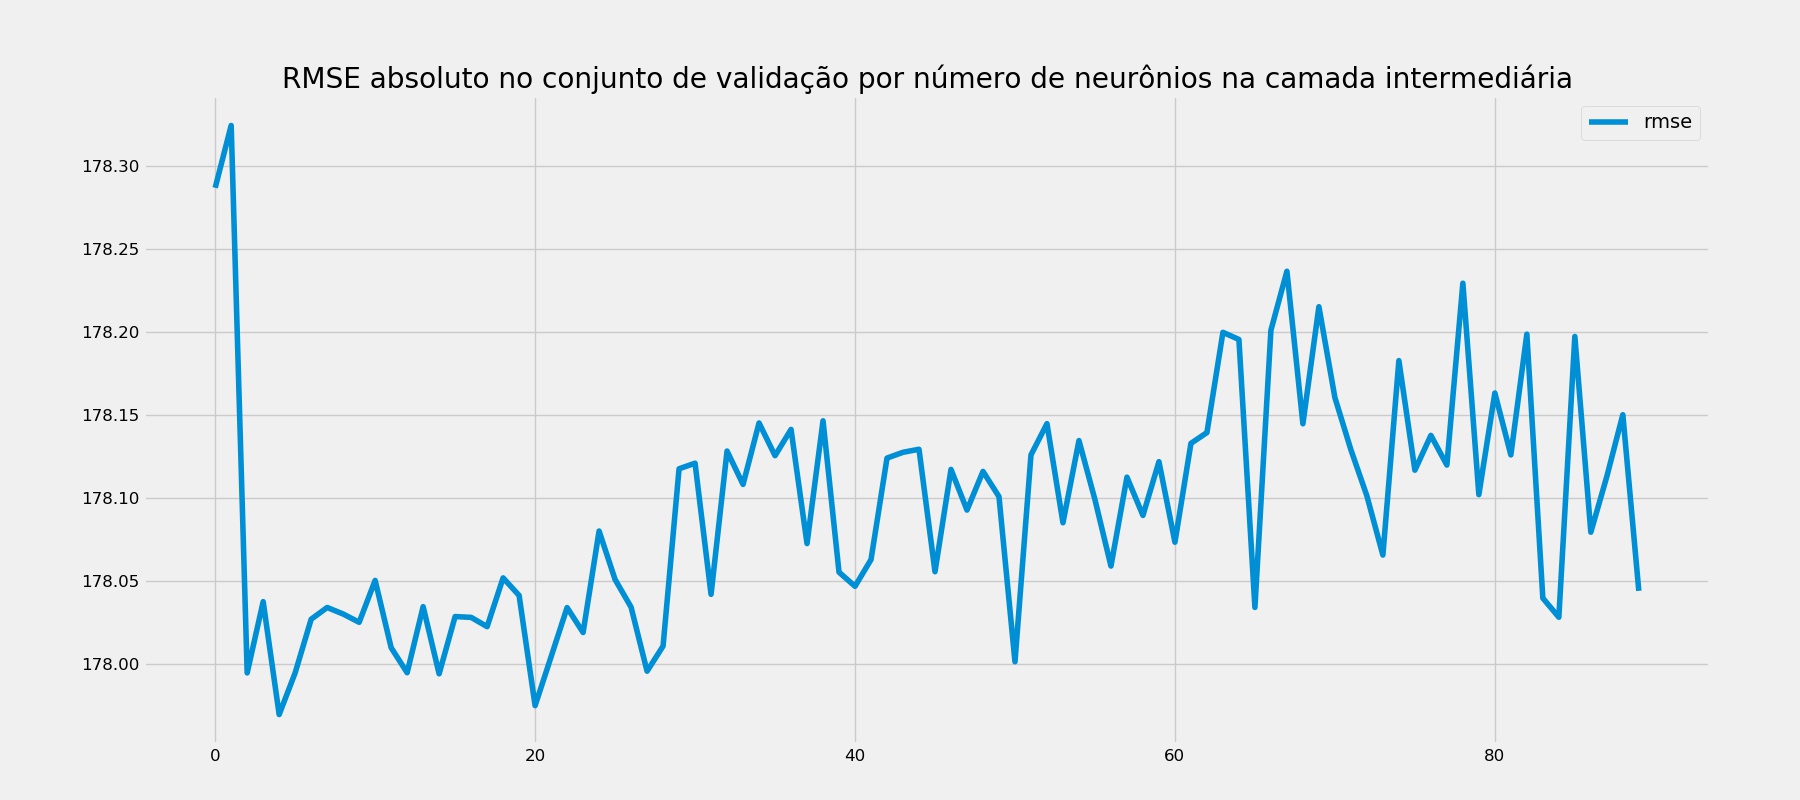 RMSE absoluto no conjunto de validação por número de neurônios na camada intermediária
rmse
178.30
178.25
178.20
178.15
178.10
178.05
178.00
0 20 40 60 80